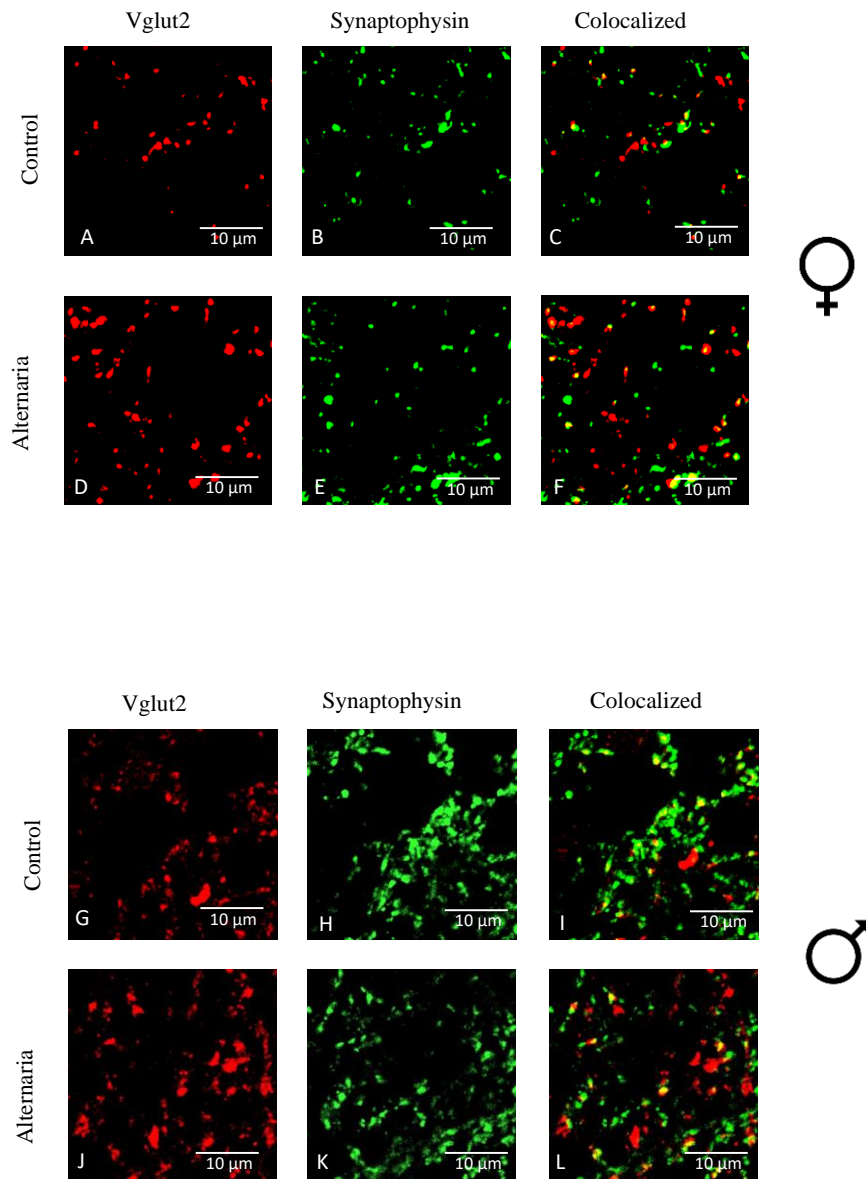 Vglut2 Synaptophysin Colocalized
Control
A 10 µm
B 10 µm
C 10 µm
Alternaria
D 10 µm
E 10 µm
F 10 µm
Vglut2 Synaptophysin Colocalized
Control
G 10 µm
H 10 µm
I 10 µm
Alternaria
J 10 µm
K 10 µm
L 10 µm